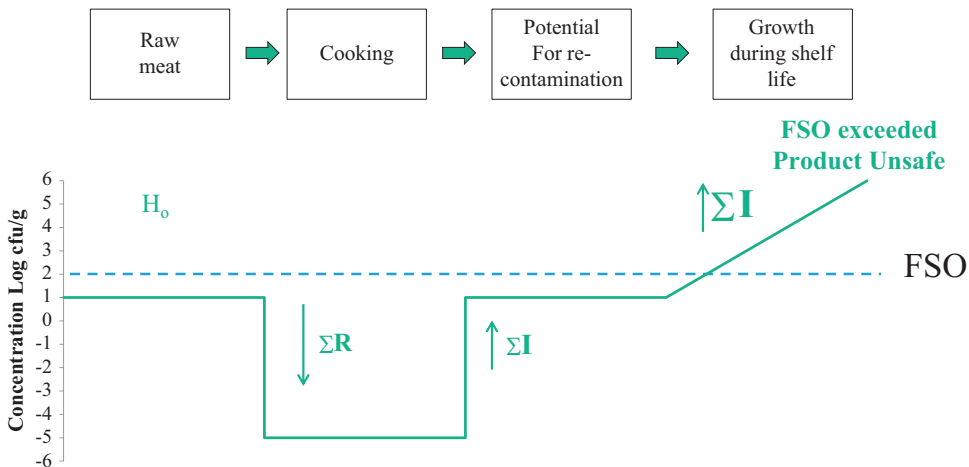 Raw
meat
Cooking
Potential
For re-
contamination
Growth
during shelf
life
FSO exceeded
Product Unsafe
Concentration Log cfu/g
6
5
4
3
2
1
0
-1
-2
-3
-4
-5
-6
Hₒ
ΣR
ΣI
ΣI
FSO